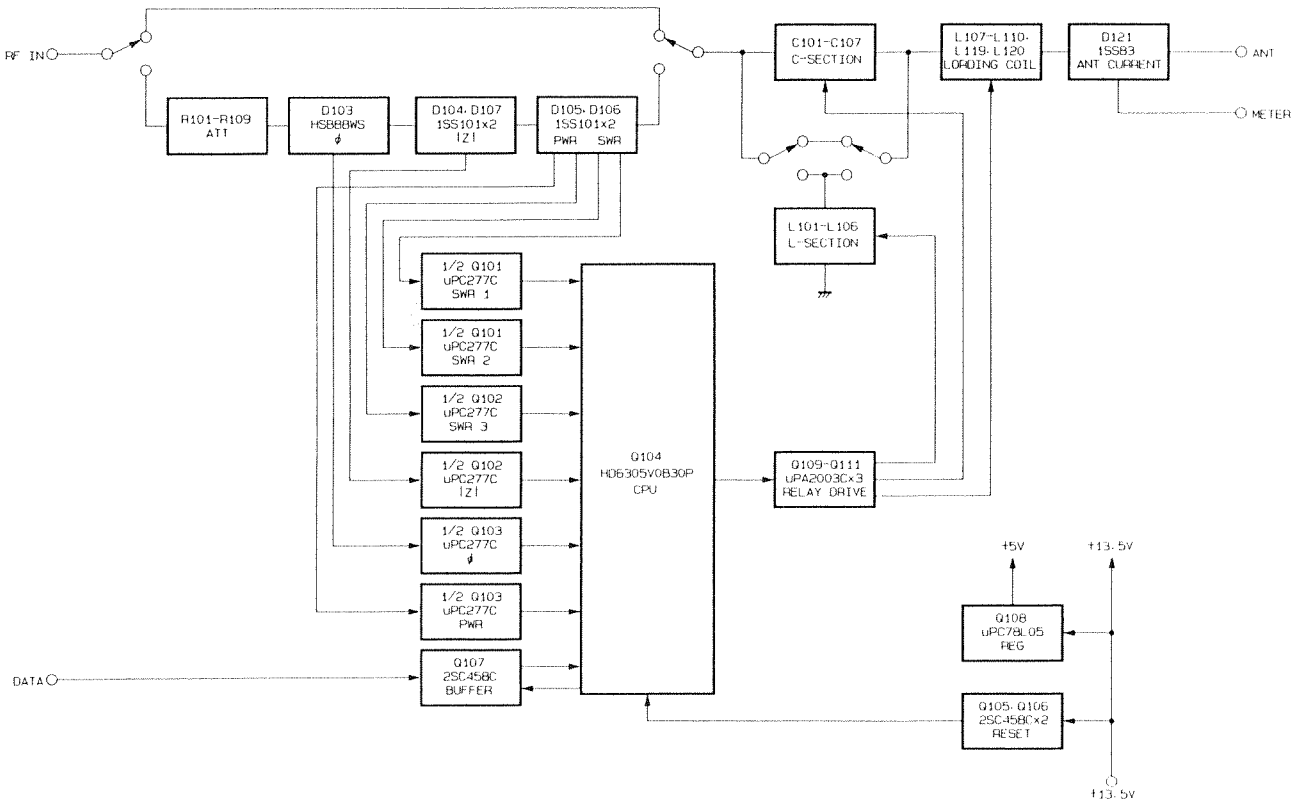 RF IN
R101-R109
ATT
D103
HSB88WS
ϕ
D104, D107
1SS101x2
|Z|
D105, D106
1SS101x2
PWR SWR
C101-C107
C-SECTION
L107-L110,
L119, L120
LOADING COIL
D121
1SS83
ANT CURRENT
ANT
METER
L101-L106
L-SECTION
1/2 Q101
uPC277C
SWR 1
1/2 Q101
uPC277C
SWR 2
1/2 Q102
uPC277C
SWR 3
1/2 Q102
uPC277C
|Z|
1/2 Q103
uPC277C
ϕ
1/2 Q103
uPC277C
PWR
DATA
Q107
2SC458C
BUFFER
Q104
HD6305V0B30P
CPU
Q109-Q111
uPA2003Cx3
RELAY DRIVE
+5V
+13.5V
Q108
uPC78L05
REG
Q105, Q106
2SC458Cx2
RESET
+13.5V